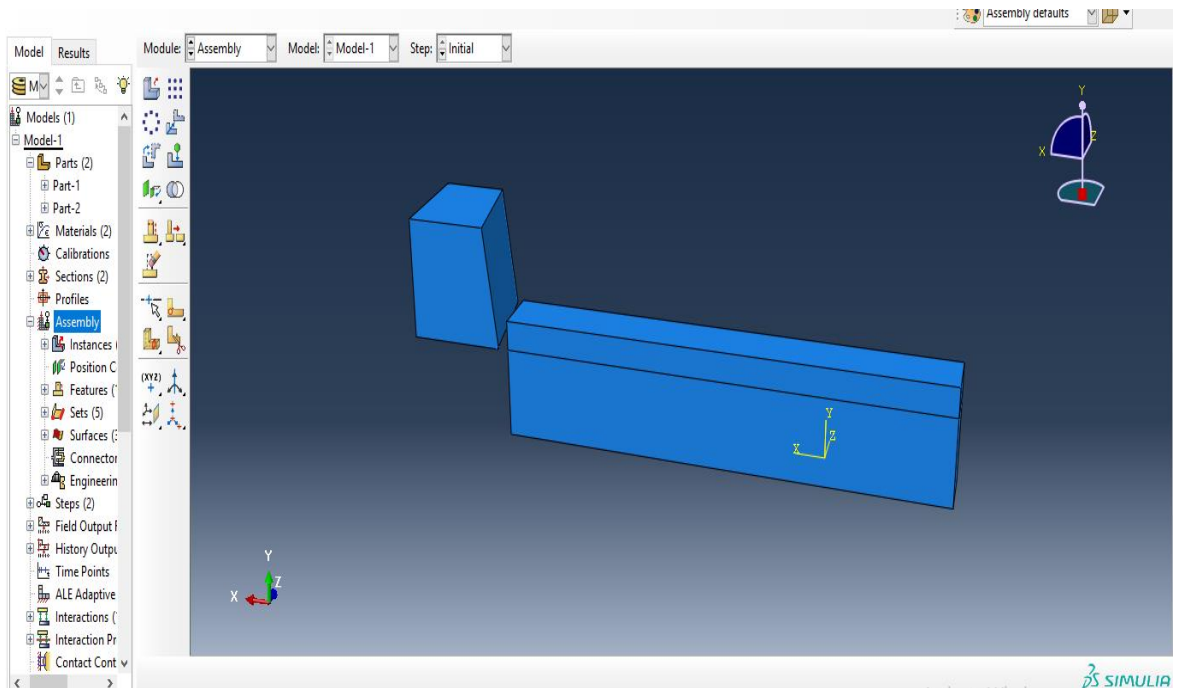 Assembly defaults
Model Results
Module: Assembly Model: Model-1 Step: Initial
M
Models (1)
Model-1
Parts (2)
Part-1
Part-2
Materials (2)
Calibrations
Sections (2)
Profiles
Assembly
Instances (
Position C
Features (
Sets (5)
Surfaces (
Connector
Engineerin
Steps (2)
Field Output F
History Outpu
Time Points
ALE Adaptive
Interactions (
Interaction Pr
Contact Cont
(XYZ)
Y
X
Z
Y
X
Z
Y
X
Z
SIMULIA